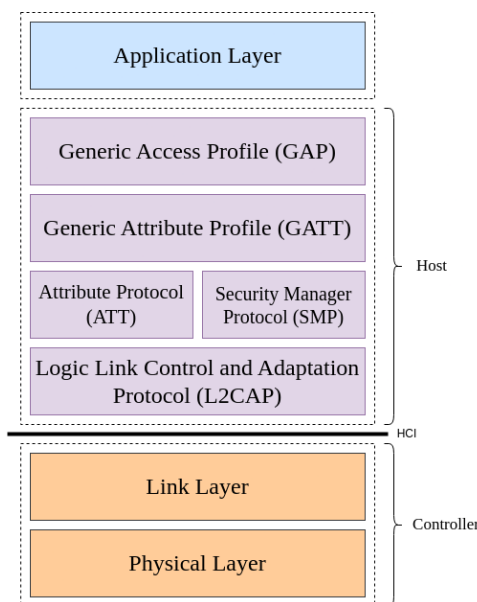 Application Layer
Generic Access Profile (GAP)
Generic Attribute Profile (GATT)
Host
Attribute Protocol
(ATT)
Security Manager
Protocol (SMP)
Logic Link Control and Adaptation
Protocol (L2CAP)
HCI
Link Layer
Controller
Physical Layer